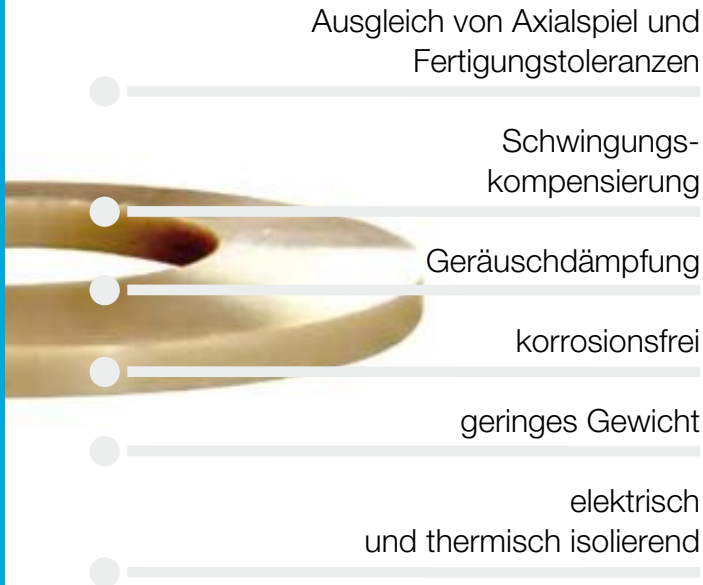 Ausgleich von Axialspiel und
Fertigungstoleranzen
Schwingungs-
kompensierung
Geräuschdämpfung
korrosionsfrei
geringes Gewicht
elektrisch
und thermisch isolierend